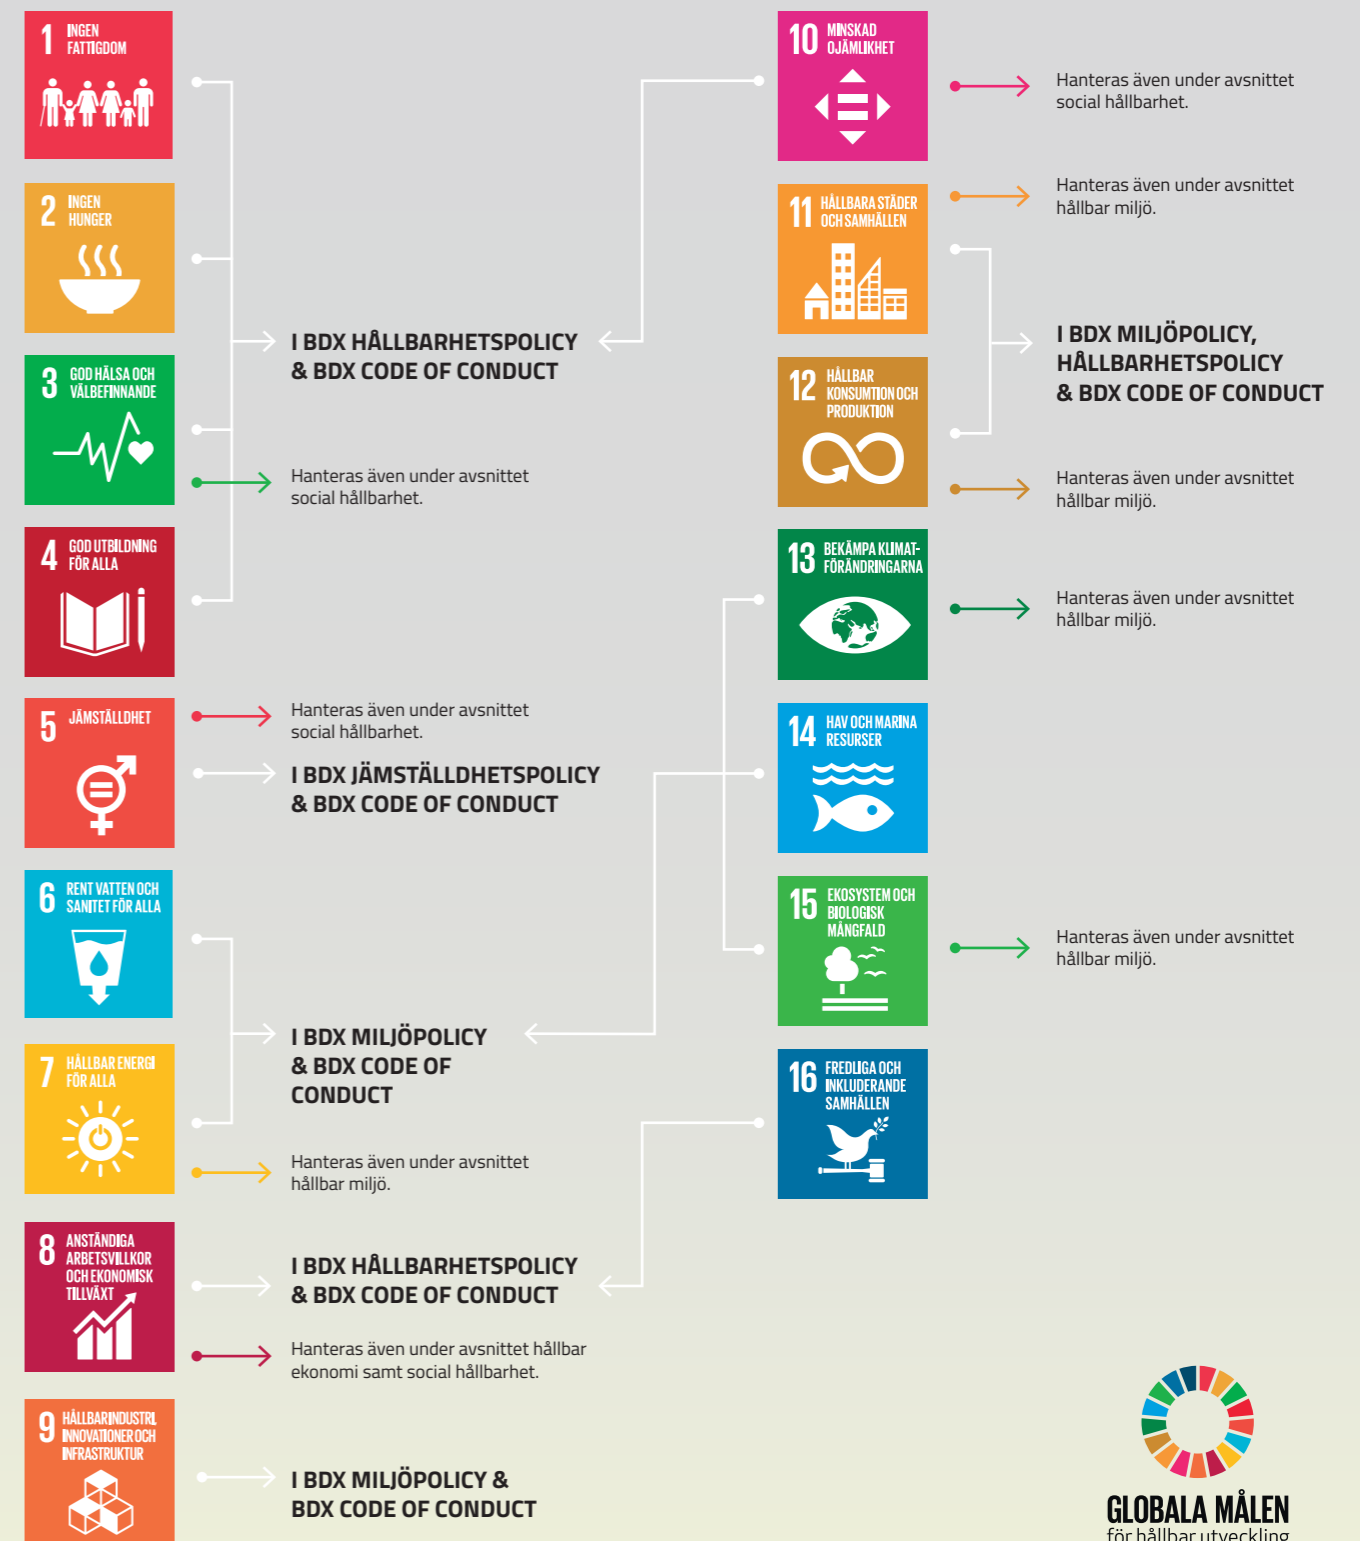 1 INGEN
FATTIGDOM
2 INGEN
HUNGER
I BDX HÅLLBARHETSPOLICY
& BDX CODE OF CONDUCT
3 GOD HÄLSA OCH
VÄLBEFINNANDE
Hanteras även under avsnittet
social hållbarhet.
4 GOD UTBILDNING
FÖR ALLA
5 JÄMSTÄLLDHET
Hanteras även under avsnittet
social hållbarhet.
I BDX JÄMSTÄLLDHETSPOLICY
& BDX CODE OF CONDUCT
6 RENT VATTEN OCH
SANITET FÖR ALLA
I BDX MILJÖPOLICY
& BDX CODE OF
CONDUCT
7 HÅLLBAR ENERGI
FÖR ALLA
Hanteras även under avsnittet
hållbar miljö.
8 ANSTÄNDIGA
ARBETSVILLKOR
OCH EKONOMISK
TILLVÄXT
I BDX HÅLLBARHETSPOLICY
& BDX CODE OF CONDUCT
Hanteras även under avsnittet hållbar
ekonomi samt social hållbarhet.
9 HÅLLBAR INDUSTRI,
INNOVATIONER OCH
INFRASTRUKTUR
I BDX MILJÖPOLICY &
BDX CODE OF CONDUCT
10 MINSKAD
OJÄMLIKHET
Hanteras även under avsnittet
social hållbarhet.
11 HÅLLBARA STÄDER
OCH SAMHÄLLEN
Hanteras även under avsnittet
hållbar miljö.
I BDX MILJÖPOLICY,
HÅLLBARHETSPOLICY
& BDX CODE OF CONDUCT
12 HÅLLBAR
KONSUMTION OCH
PRODUKTION
Hanteras även under avsnittet
hållbar miljö.
13 BEKÄMPA KLIMAT-
FÖRÄNDRINGARNA
Hanteras även under avsnittet
hållbar miljö.
14 HAV OCH MARINA
RESURSER
15 EKOSYSTEM OCH
BIOLOGISK
MÅNGFALD
Hanteras även under avsnittet
hållbar miljö.
16 FREDLIGA OCH
INKLUDERANDE
SAMHÄLLEN
GLOBALA MÅLEN
för hållbar utveckling